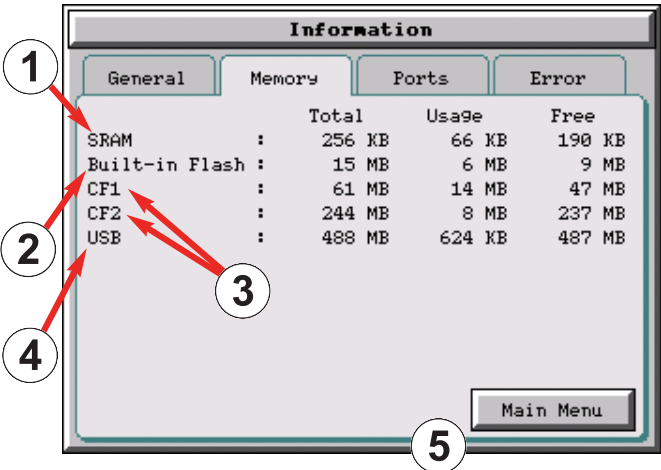 Information
General Memory Ports Error
1
Total Usage Free
SRAM : 256 KB 66 KB 190 KB
Built-in Flash : 15 MB 6 MB 9 MB
CF1 : 61 MB 14 MB 47 MB
CF2 : 244 MB 8 MB 237 MB
USB : 488 MB 624 KB 487 MB
2
3
4
Main Menu
5